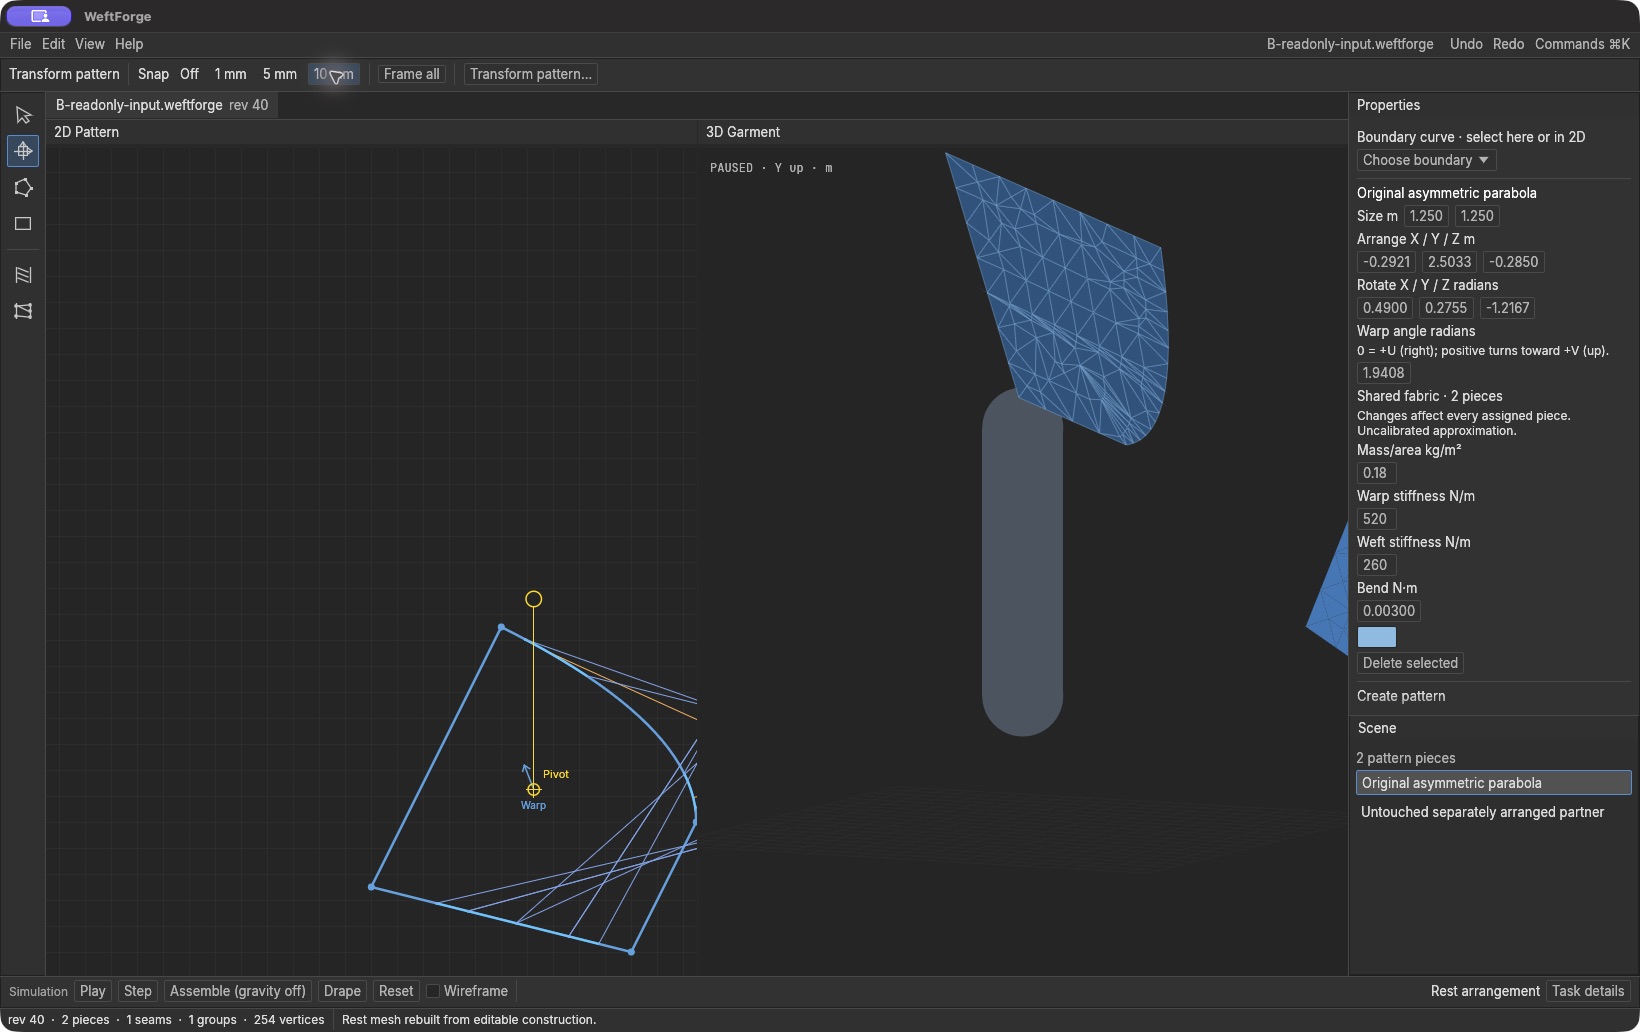 WeftForge
File Edit View Help
B-readonly-input.weftforge Undo Redo Commands ⌘K
Transform pattern Snap Off 1 mm 5 mm Frame all Transform pattern...
B-readonly-input.weftforge rev 40
2D Pattern
3D Garment
PAUSED · Y up · m
Pivot
Warp
Properties
Boundary curve · select here or in 2D
Choose boundary
Original asymmetric parabola
Size m 1.250 1.250
Arrange X / Y / Z m
-0.2921 2.5033 -0.2850
Rotate X / Y / Z radians
0.4900 0.2755 -1.2167
Warp angle radians
0 = +U (right); positive turns toward +V (up).
1.9408
Shared fabric · 2 pieces
Changes affect every assigned piece.
Uncalibrated approximation.
Mass/area kg/m²
0.18
Warp stiffness N/m
520
Weft stiffness N/m
260
Bend N·m
0.00300
Delete selected
Create pattern
Scene
2 pattern pieces
Original asymmetric parabola
Untouched separately arranged partner
Simulation Play Step Assemble (gravity off) Drape Reset Wireframe
Rest arrangement Task details
rev 40 · 2 pieces · 1 seams · 1 groups · 254 vertices Rest mesh rebuilt from editable construction.